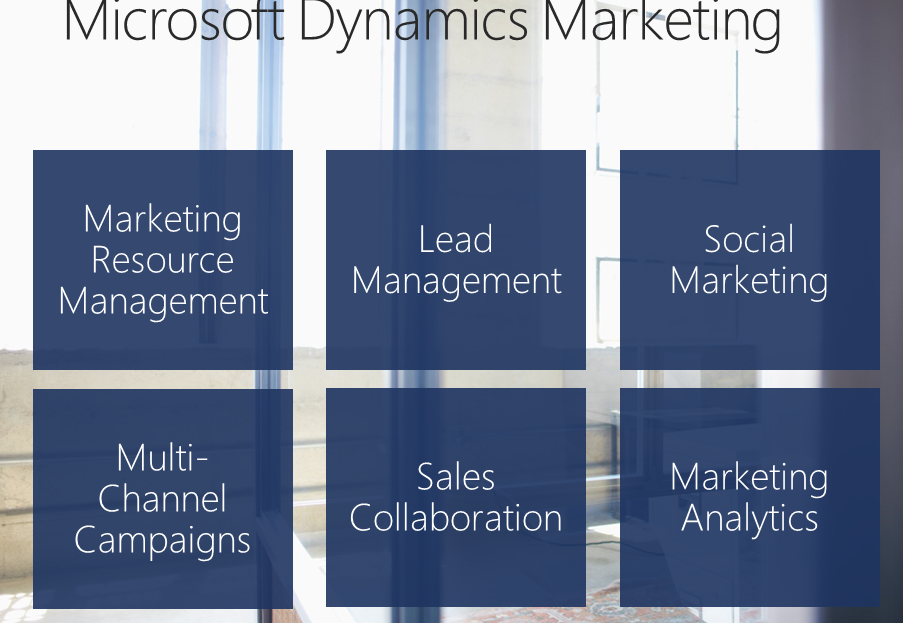 Microsoft Dynamics Marketing
Marketing
Resource
Management
Lead
Management
Social
Marketing
Multi-
Channel
Campaigns
Sales
Collaboration
Marketing
Analytics